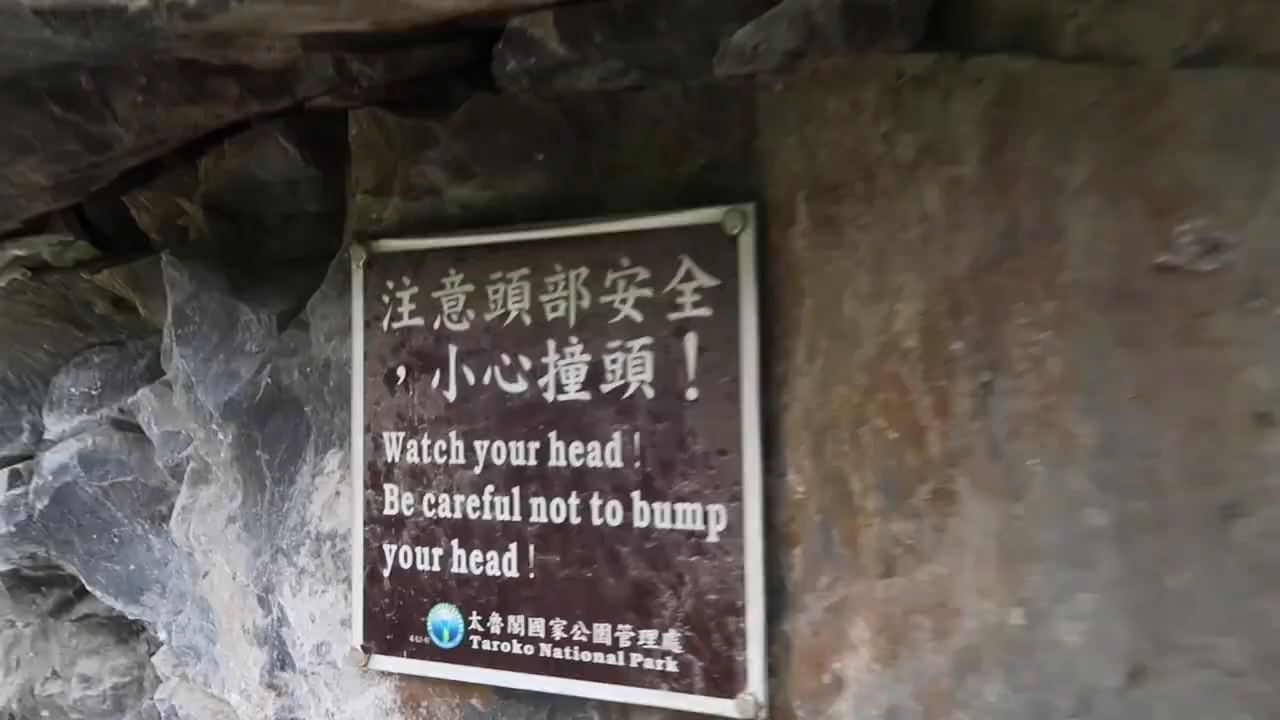 注意頭部安全
，小心撞頭！
Watch your head!
Be careful not to bump
your head!
太魯閣國家公園管理處
Taroko National Park